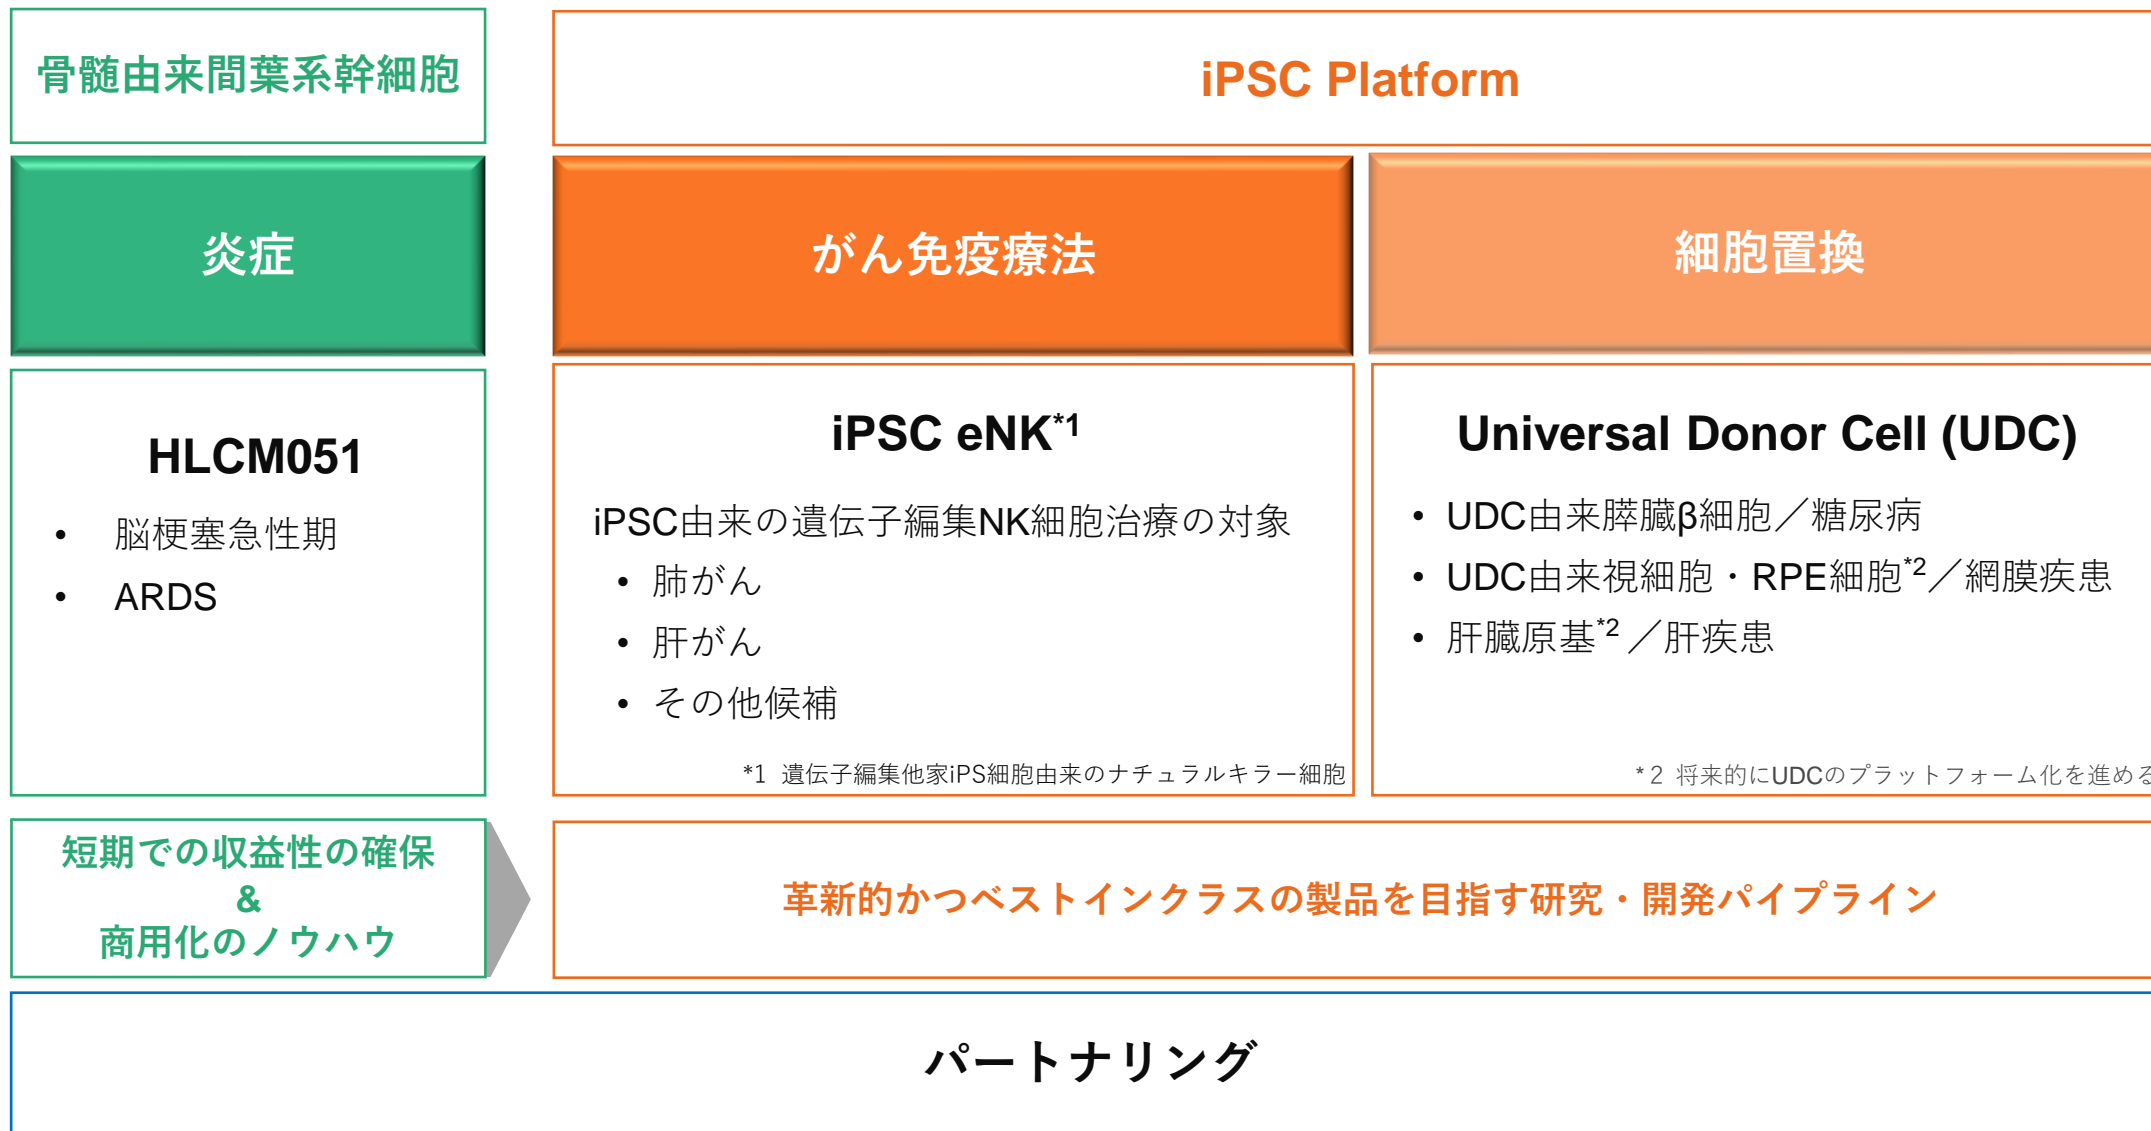 骨髄由来間葉系幹細胞
iPSC Platform
炎症
がん免疫療法
細胞置換
HLCM051
• 脳梗塞急性期
• ARDS
iPSC eNK*1
iPSC由来の遺伝子編集NK細胞治療の対象
• 肺がん
• 肝がん
• その他候補
*1 遺伝子編集他家iPS細胞由来のナチュラルキラー細胞
Universal Donor Cell (UDC)
• UDC由来膵臓β細胞／糖尿病
• UDC由来視細胞・RPE細胞*2／網膜疾患
• 肝臓原基*2 ／肝疾患
*２ 将来的にUDCのプラットフォーム化を進める
短期での収益性の確保
&
商用化のノウハウ
革新的かつベストインクラスの製品を目指す研究・開発パイプライン
パートナリング